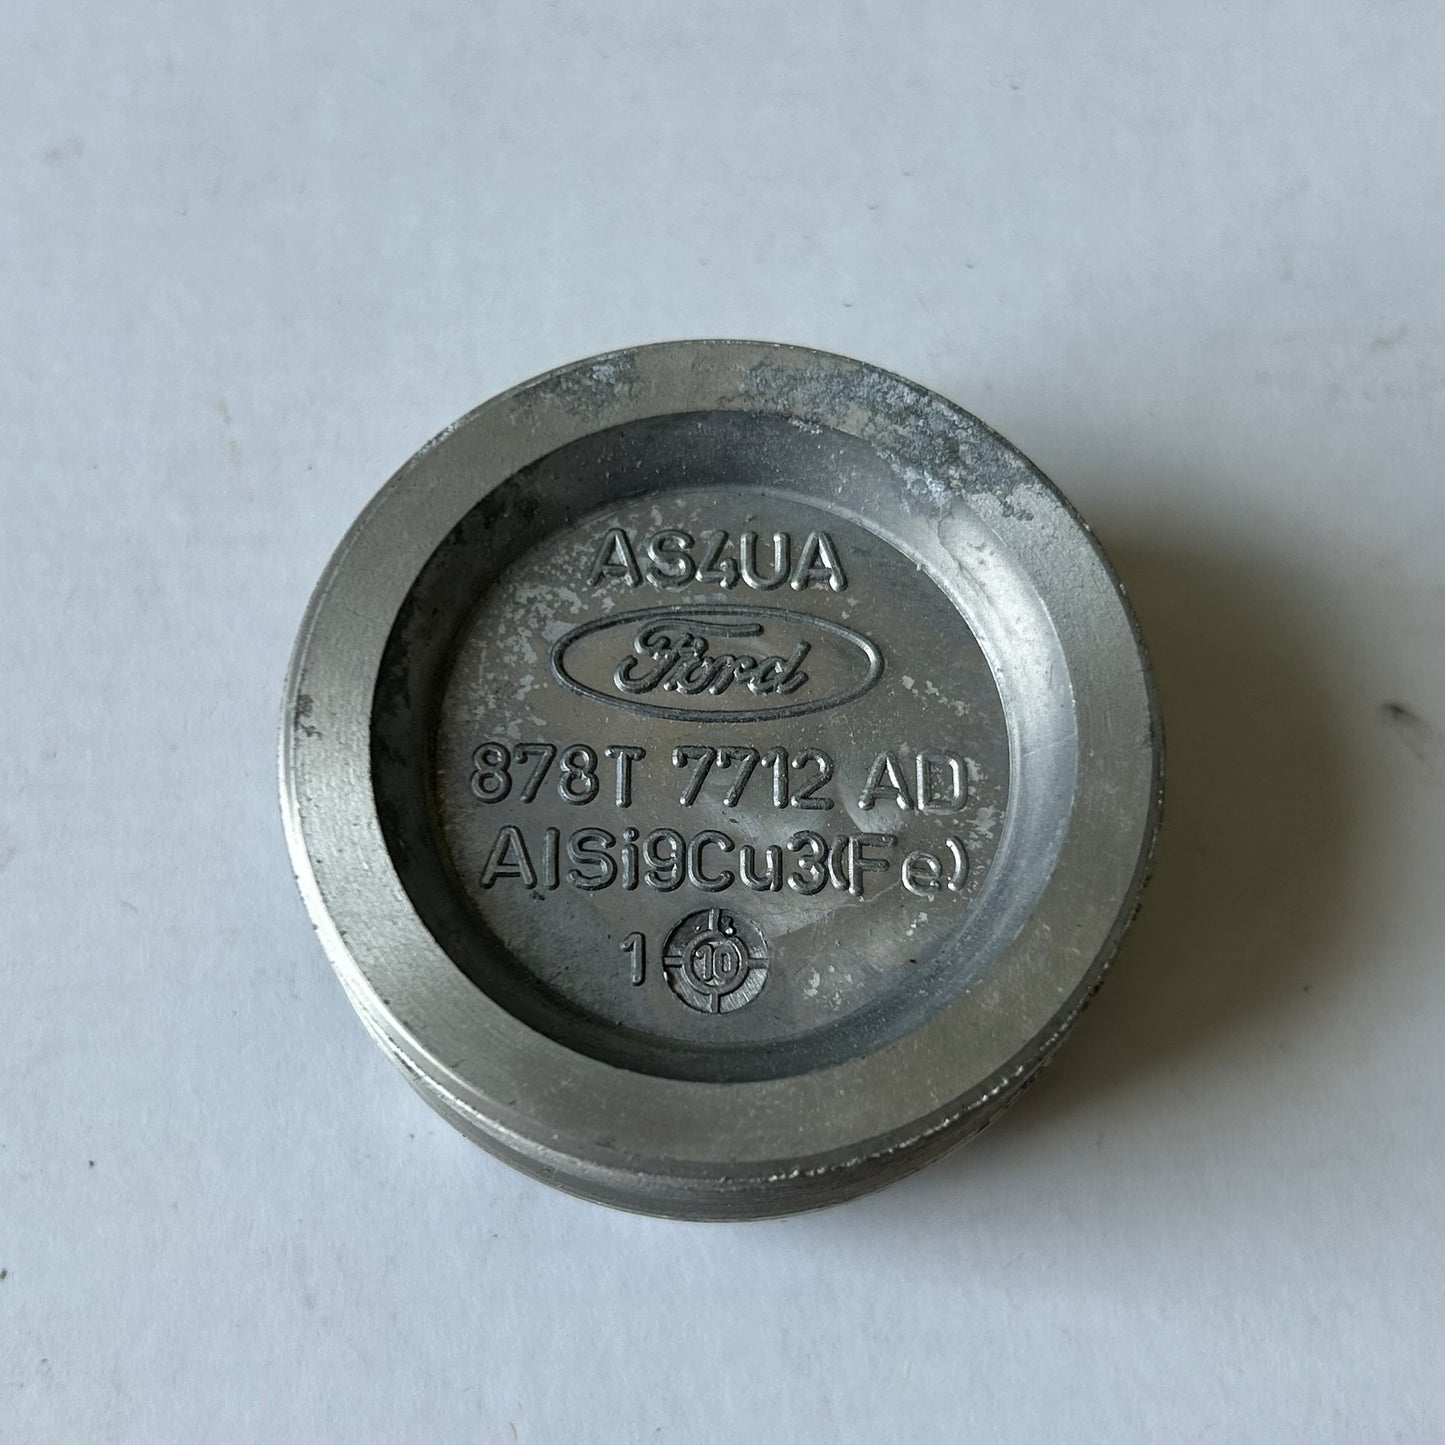 AS4UA
Ford
878T 7712 AD
AlSi9Cu3(Fe)
1 10